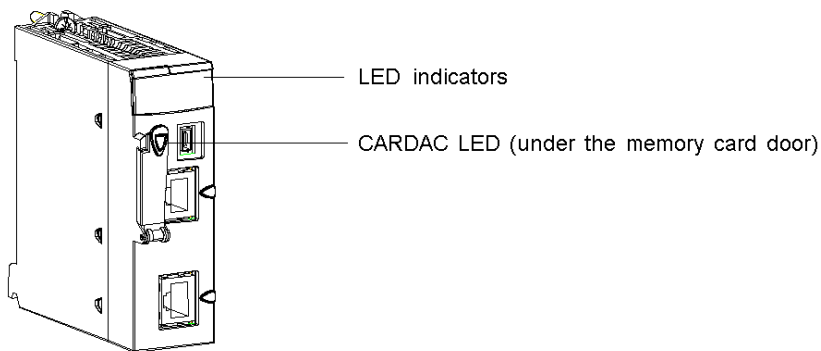 LED indicators
CARDAC LED (under the memory card door)